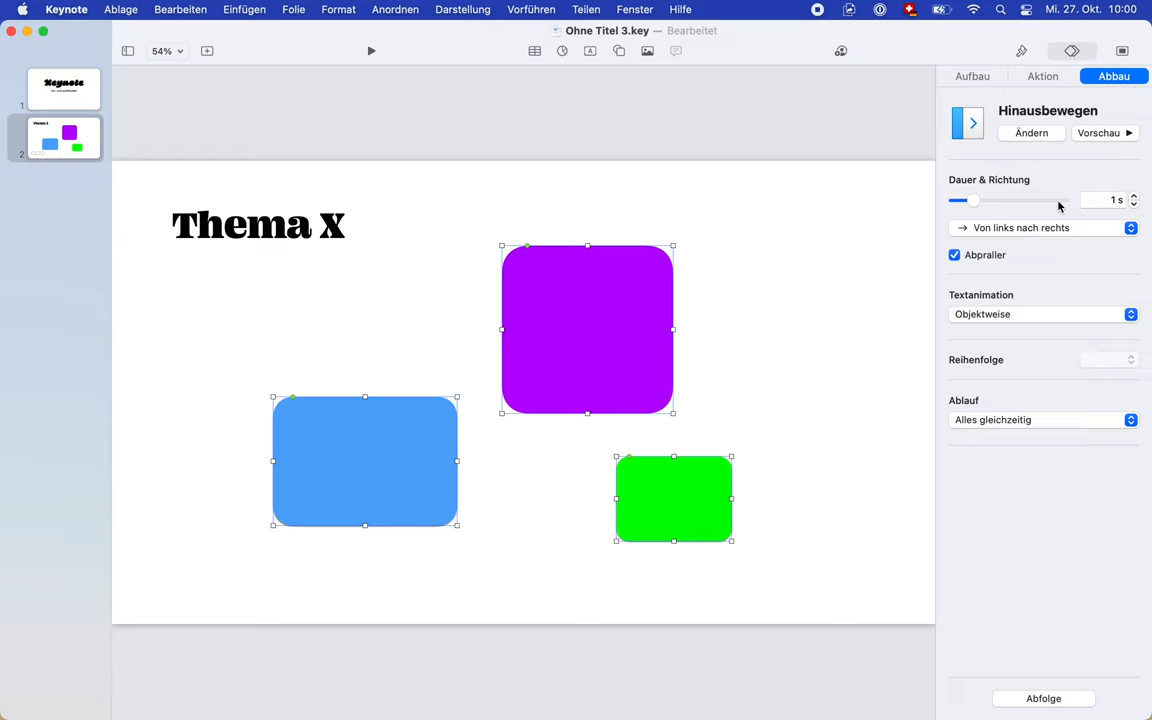 Keynote Ablage Bearbeiten Einfügen Folie Format Anordnen Darstellung Vorführen Teilen Fenster Hilfe Mi. 27. Okt. 10:00
Ohne Titel 3.key — Bearbeitet
54%
Aufbau Aktion Abbau
Keynote
1
Thema X
2
Hinausbewegen
Ändern Vorschau
Dauer & Richtung
1 s
Von links nach rechts
Abpraller
Thema X
Textanimation
Objektweise
Reihenfolge
Ablauf
Alles gleichzeitig
Abfolge